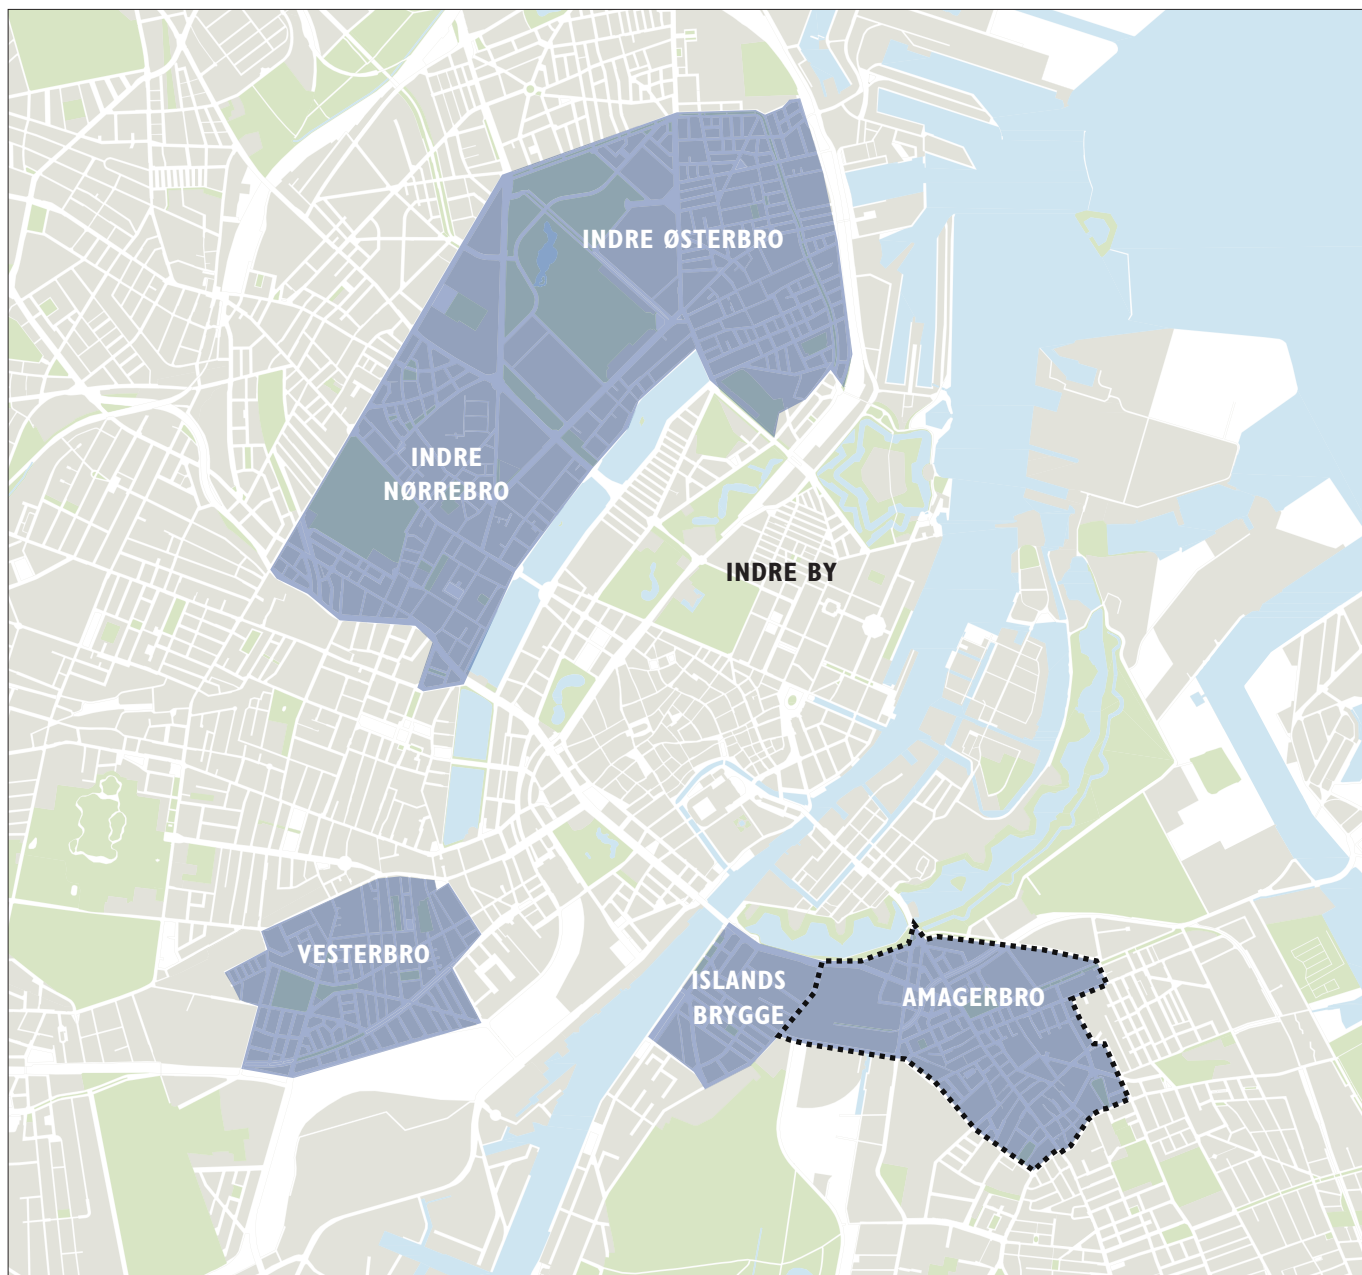 INDRE ØSTERBRO
INDRE
NØRREBRO
INDRE BY
VESTERBRO
ISLANDS
BRYGGE
AMAGERBRO